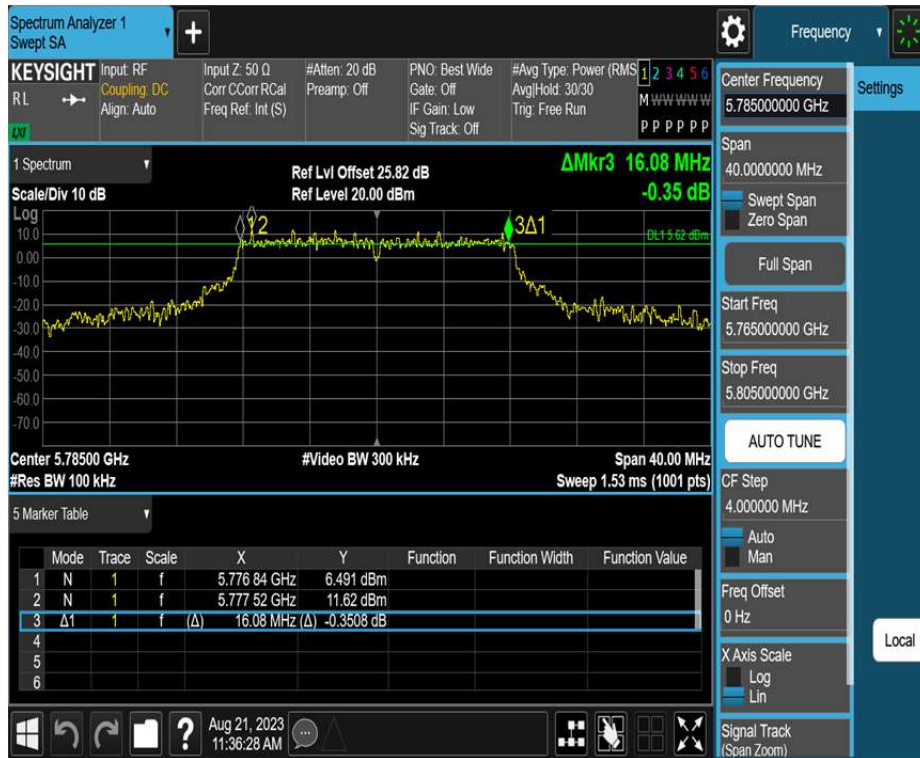 Spectrum Analyzer 1
Swept SA
Frequency
KEYSIGHT
RL
LXI
Input: RF
Coupling: DC
Align: Auto
Input Z: 50 Ω
Corr CCorr RCal
Freq Ref: Int (S)
#Atten: 20 dB
Preamp: Off
PNO: Best Wide
Gate: Off
IF Gain: Low
Sig Track: Off
#Avg Type: Power (RMS
Avg|Hold: 30/30
Trig: Free Run
1 2 3 4 5 6
M W W W W W
P P P P P P
1 Spectrum
Scale/Div 10 dB
Ref Lvl Offset 25.82 dB
Ref Level 20.00 dBm
ΔMkr3 16.08 MHz
-0.35 dB
Log
10.0
0.00
-10.0
-20.0
-30.0
-40.0
-50.0
-60.0
-70.0
1 2
3Δ1
DL1 5.62 dBm
Center 5.78500 GHz
#Video BW 300 kHz
Span 40.00 MHz
#Res BW 100 kHz
Sweep 1.53 ms (1001 pts)
5 Marker Table
Mode Trace Scale X Y Function Function Width Function Value
1 N 1 f 5.776 84 GHz 6.491 dBm
2 N 1 f 5.777 52 GHz 11.62 dBm
3 Δ1 1 f (Δ) 16.08 MHz (Δ) -0.3508 dB
4
5
6
Aug 21, 2023
11:36:28 AM
?
Center Frequency
5.785000000 GHz
Span
40.0000000 MHz
Swept Span
Zero Span
Full Span
Start Freq
5.765000000 GHz
Stop Freq
5.805000000 GHz
AUTO TUNE
CF Step
4.000000 MHz
Auto
Man
Freq Offset
0 Hz
X Axis Scale
Log
Lin
Signal Track
(Span Zoom)
Settings
Local